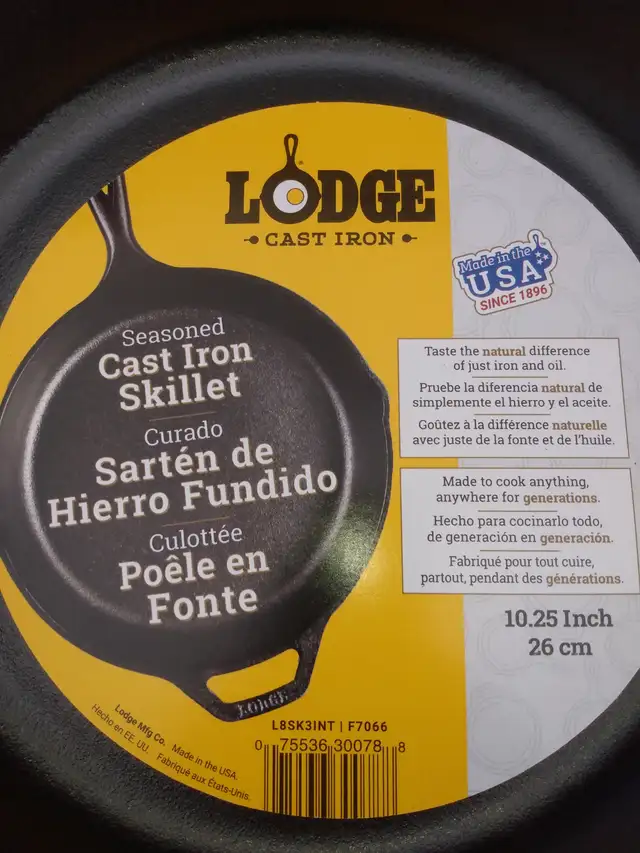 LODGE
CAST IRON
Made in the
USA
SINCE 1896
Seasoned
Cast Iron
Skillet
Curado
Sartén de
Hierro Fundido
Culottée
Poêle en
Fonte
Taste the natural difference
of just iron and oil.
Pruebe la diferencia natural de
simplemente el hierro y el aceite.
Goûtez à la différence naturelle
avec juste de la fonte et de l'huile.
Made to cook anything,
anywhere for generations.
Hecho para cocinarlo todo,
de generación en generación.
Fabriqué pour tout cuire,
partout, pendant des générations.
10.25 Inch
26 cm
LODGE
L8SK3INT | F7066
0 75536 30078 8
Lodge Mfg Co. Made in the USA.
Hecho en EE. UU. Fabriqué aux États-Unis.